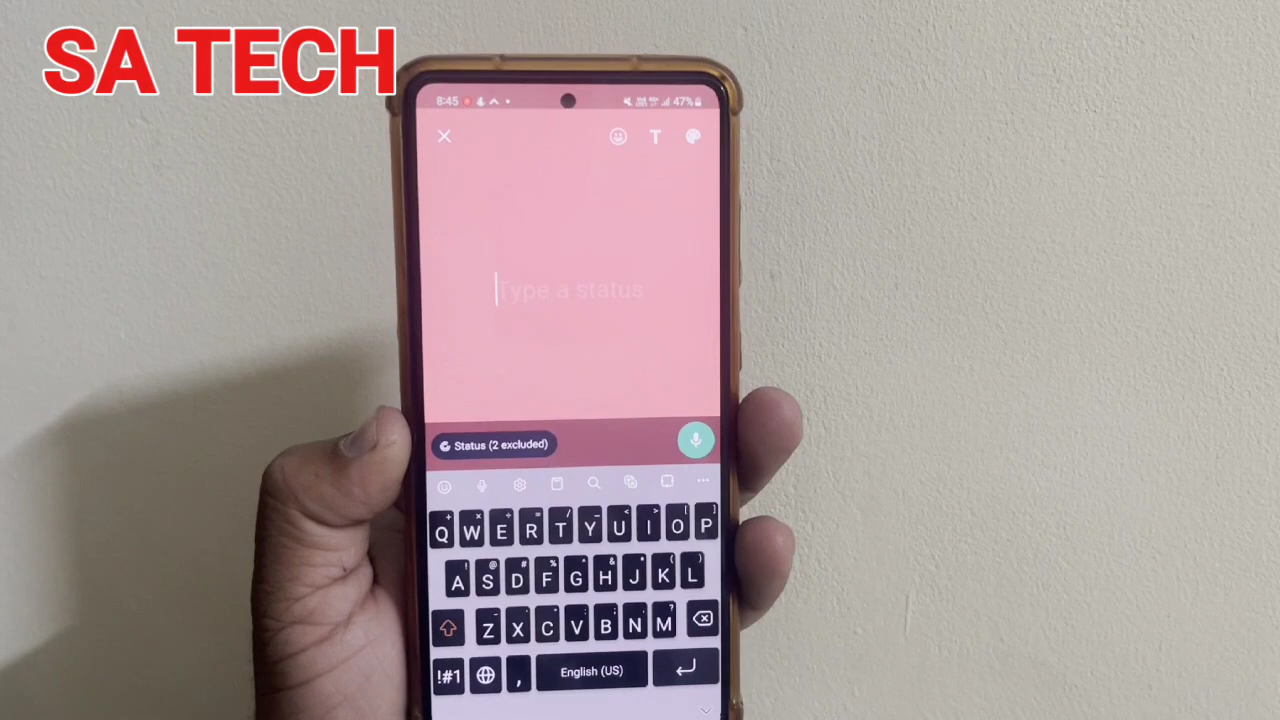 SA TECH
8:45 47%
T
Type a status
Status (2 excluded)
Q W E R T Y U I O P
A S D F G H J K L
Z X C V B N M
!#1 , English (US)